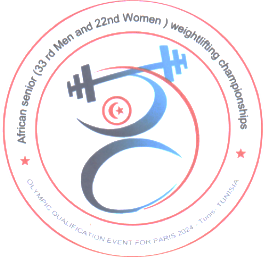 African senior (33 rd Men and 22nd Women ) weightlifting championships
OLYMPIC QUALIFICATION EVENT FOR PARIS 2024 - Tunis - TUNISIA